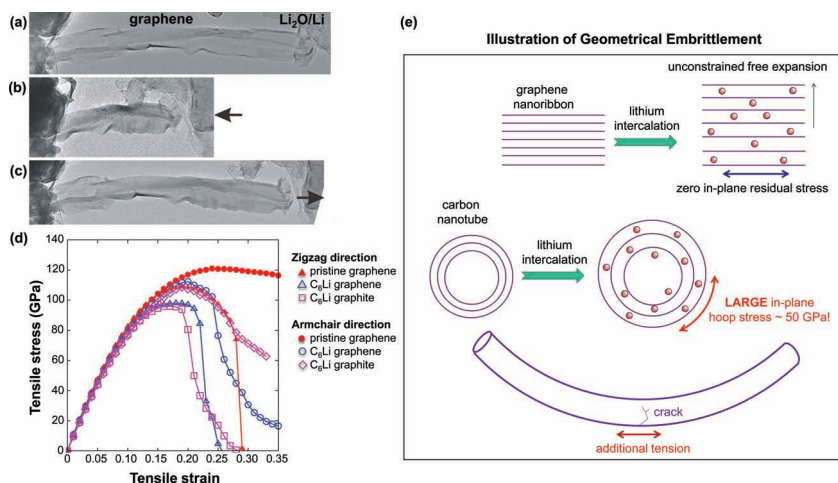 (a)
graphene
Li₂O/Li
(b)
(c)
(d)
Tensile stress (GPa)
140
120
100
80
60
40
20
0
0
0.05
0.10
0.15
0.20
0.25
0.30
0.35
Tensile strain
Zigzag direction
pristine graphene
C₆Li graphene
C₆Li graphite
Armchair direction
pristine graphene
C₆Li graphene
C₆Li graphite
(e)
Illustration of Geometrical Embrittlement
graphene
nanoribbon
lithium
intercalation
unconstrained free expansion
zero in-plane residual stress
carbon
nanotube
lithium
intercalation
LARGE in-plane
hoop stress ~ 50 GPa!
crack
additional tension